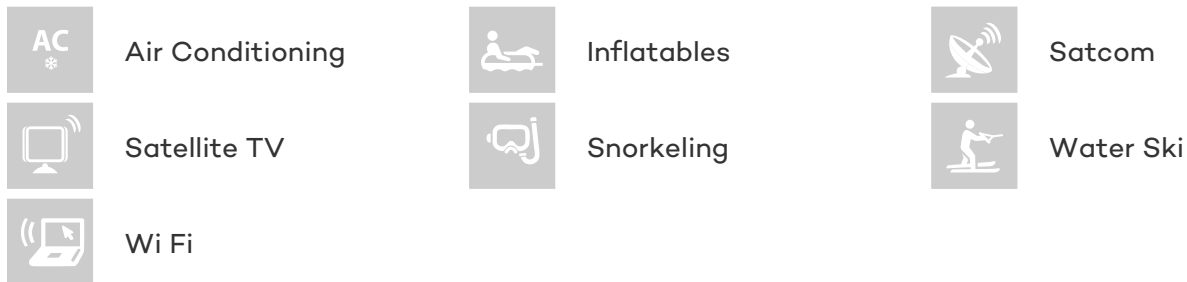 AC
Air Conditioning
Inflatables
Satcom
Satellite TV
Snorkeling
Water Ski
Wi Fi